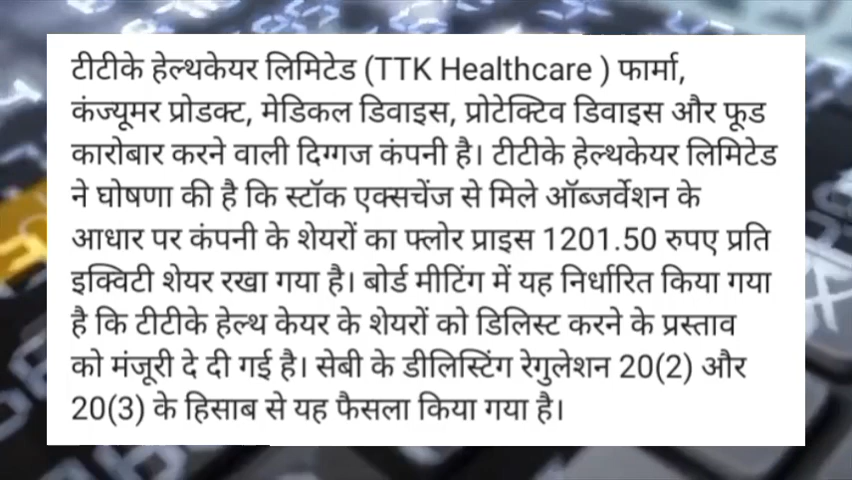 टीटीके हेल्थकेयर लिमिटेड (TTK Healthcare ) फार्मा,
कंज्यूमर प्रोडक्ट, मेडिकल डिवाइस, प्रोटेक्टिव डिवाइस और फूड
कारोबार करने वाली दिग्गज कंपनी है। टीटीके हेल्थकेयर लिमिटेड
ने घोषणा की है कि स्टॉक एक्सचेंज से मिले ऑब्जर्वेशन के
आधार पर कंपनी के शेयरों का फ्लोर प्राइस 1201.50 रुपए प्रति
इक्विटी शेयर रखा गया है। बोर्ड मीटिंग में यह निर्धारित किया गया
है कि टीटीके हेल्थ केयर के शेयरों को डिलिस्ट करने के प्रस्ताव
को मंजूरी दे दी गई है। सेबी के डीलिस्टिंग रेगुलेशन 20(2) और
20(3) के हिसाब से यह फैसला किया गया है।